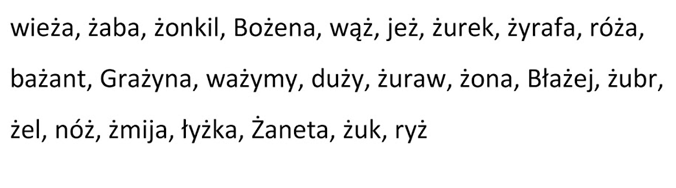 wieża, żaba, żonkil, Bożena, wąż, jeż, żurek, żyrafa, róża,
bażant, Grażyna, ważymy, duży, żuraw, żona, Błażej, żubr,
żel, nóż, żmija, łyżka, Żaneta, żuk, ryż